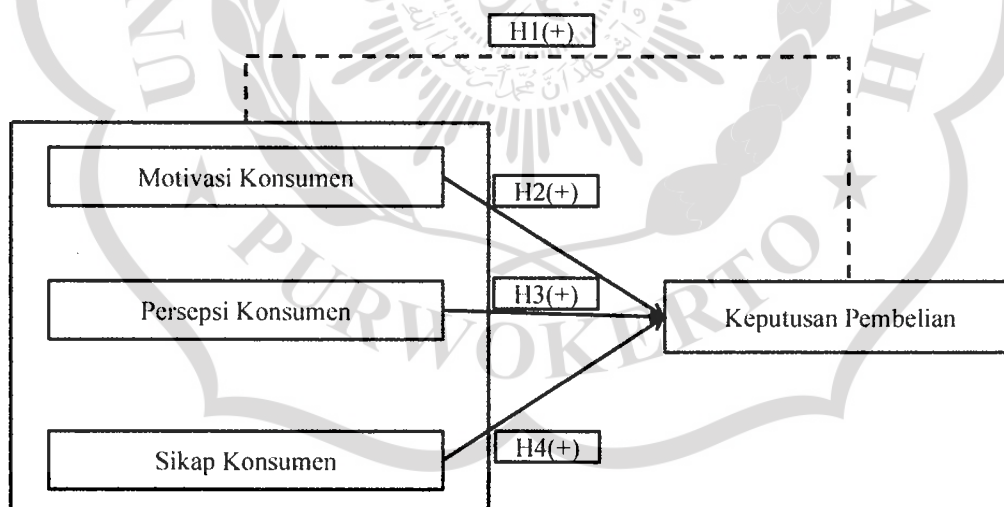 H1(+)
Motivasi Konsumen
H2(+)
Persepsi Konsumen
H3(+)
Keputusan Pembelian
Sikap Konsumen
H4(+)
PURWOKERTO